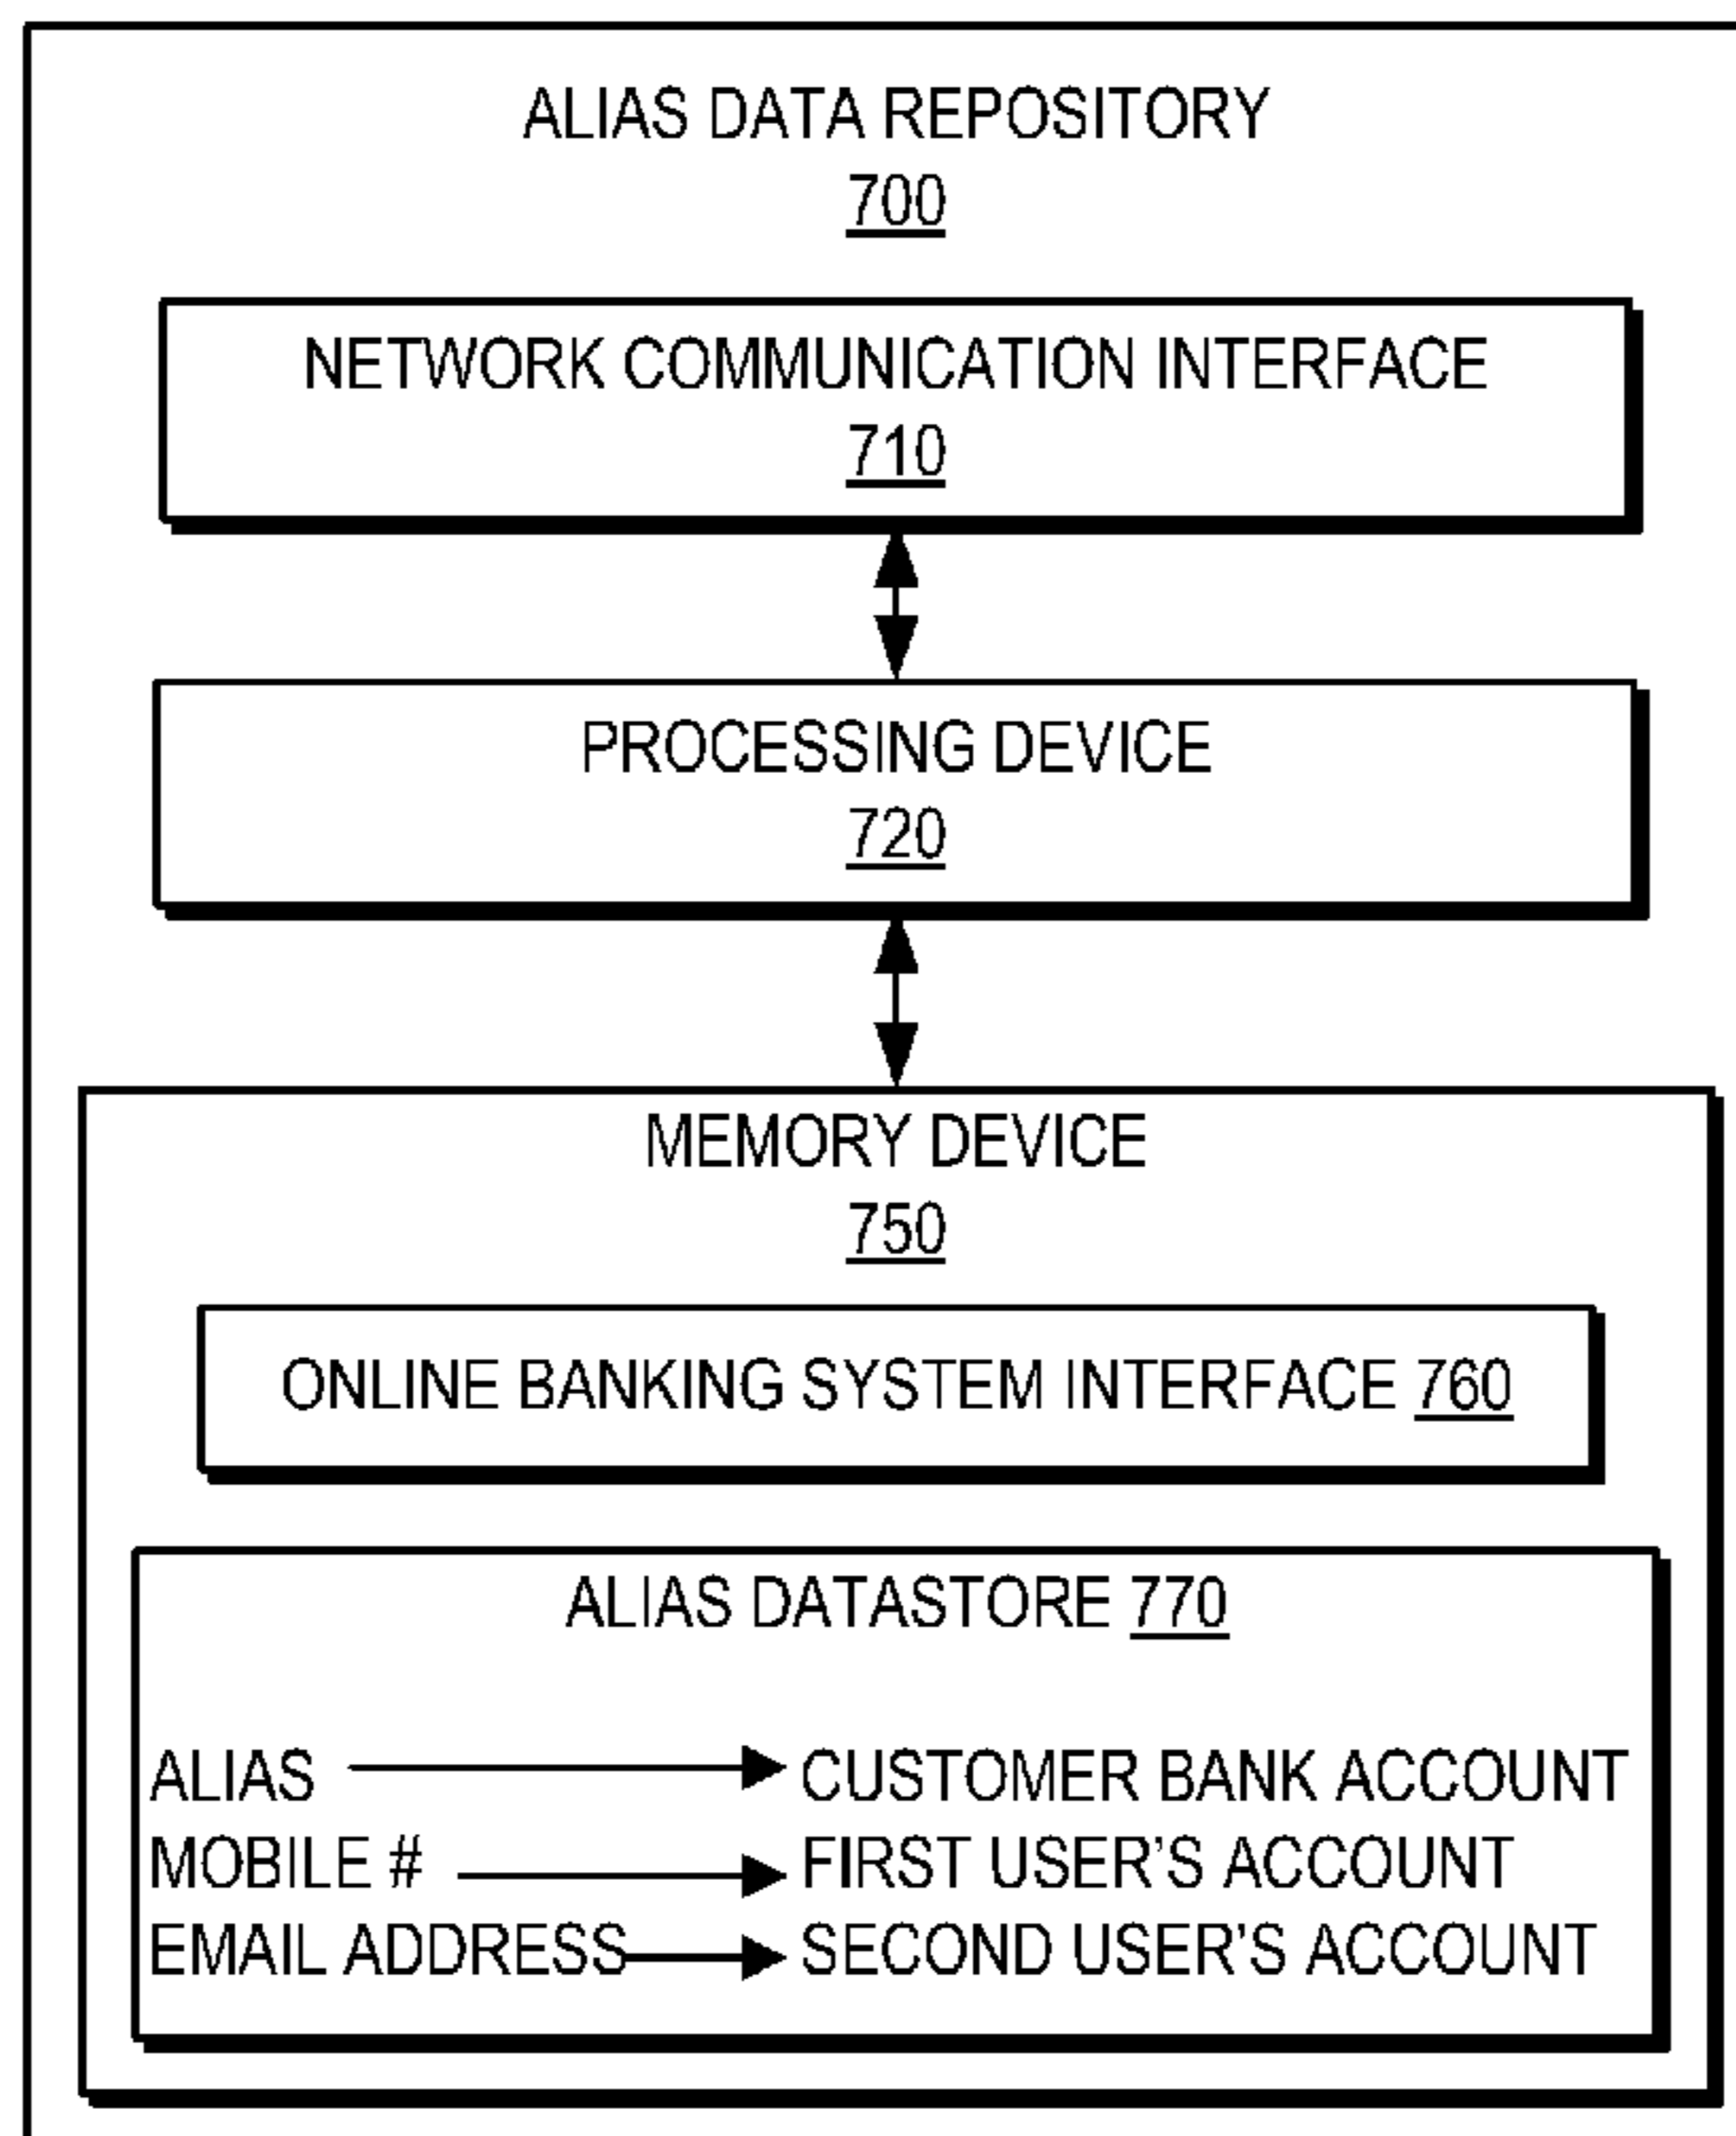 ALIAS DATA REPOSITORY
700
NETWORK COMMUNICATION INTERFACE
710
PROCESSING DEVICE
720
MEMORY DEVICE
750
ONLINE BANKING SYSTEM INTERFACE 760
ALIAS DATASTORE 770
ALIAS CUSTOMER BANK ACCOUNT
MOBILE # FIRST USER'S ACCOUNT
EMAIL ADDRESS SECOND USER'S ACCOUNT